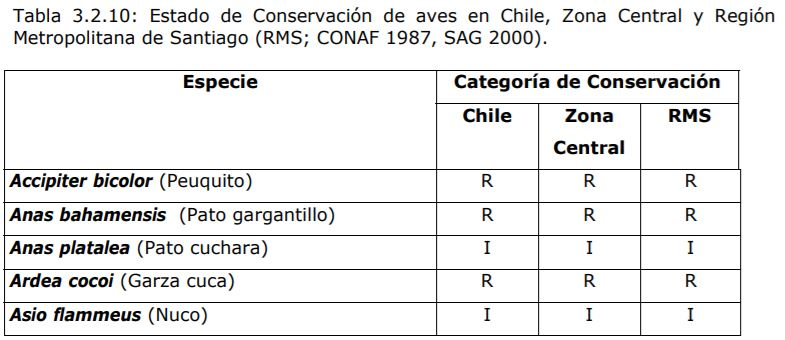 Tabla 3.2.10: Estado de Conservación de aves en Chile, Zona Central y Región
Metropolitana de Santiago (RMS; CONAF 1987, SAG 2000).
Especie Categoría de Conservación
Chile Zona Central RMS
Accipiter bicolor (Peuquito) R R R
Anas bahamensis (Pato gargantillo) R R R
Anas platalea (Pato cuchara) I I I
Ardea cocoi (Garza cuca) R R R
Asio flammeus (Nuco) I I I